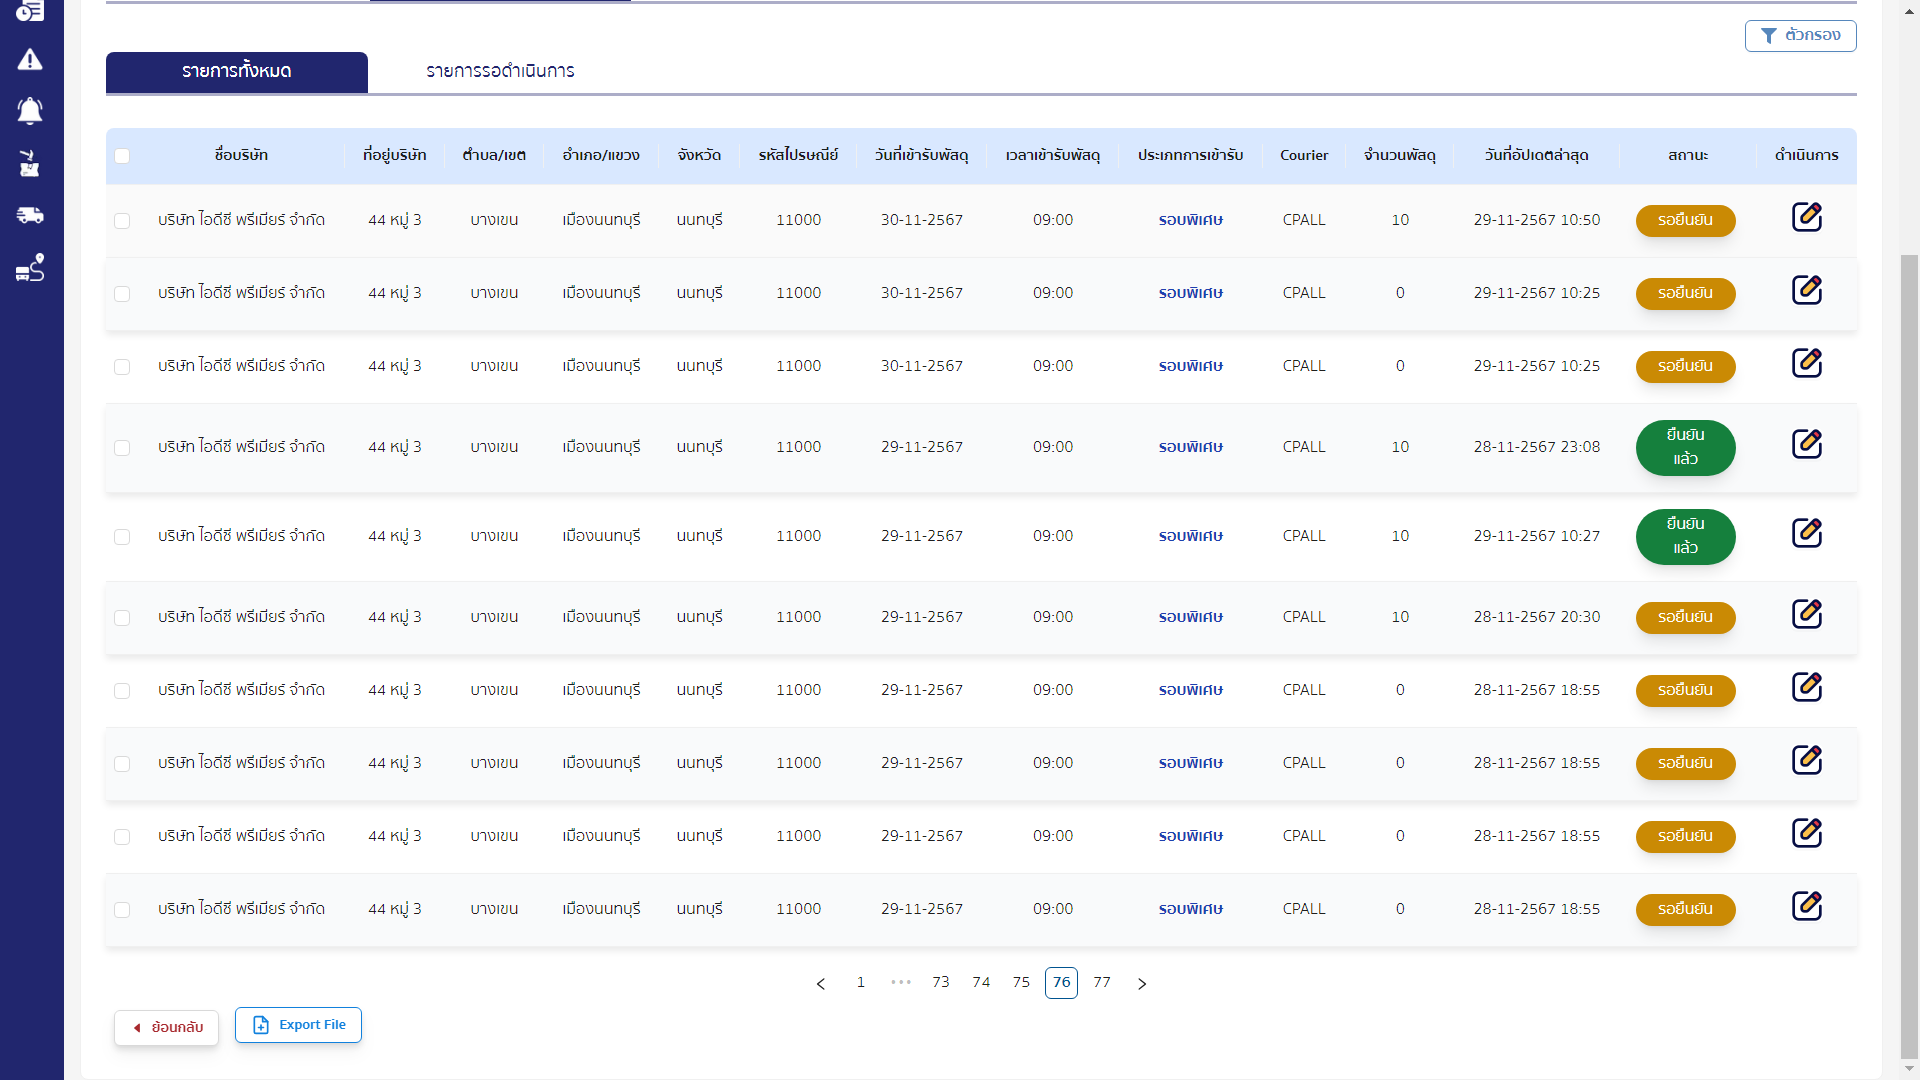 ตัวกรอง
รายการทั้งหมด รายการรอดำเนินการ
ชื่อบริษัท ที่อยู่บริษัท ตำบล/เขต อำเภอ/แขวง จังหวัด รหัสไปรษณีย์ วันที่เข้ารับพัสดุ เวลาเข้ารับพัสดุ ประเภทการเข้ารับ Courier จำนวนพัสดุ วันที่อัปเดตล่าสุด สถานะ ดำเนินการ
บริษัท ไอดีซี พรีเมียร์ จำกัด 44 หมู่ 3 บางเขน เมืองนนทบุรี นนทบุรี 11000 30-11-2567 09:00 รอบพิเศษ CPALL 10 29-11-2567 10:50 รอยืนยัน
บริษัท ไอดีซี พรีเมียร์ จำกัด 44 หมู่ 3 บางเขน เมืองนนทบุรี นนทบุรี 11000 30-11-2567 09:00 รอบพิเศษ CPALL 0 29-11-2567 10:25 รอยืนยัน
บริษัท ไอดีซี พรีเมียร์ จำกัด 44 หมู่ 3 บางเขน เมืองนนทบุรี นนทบุรี 11000 30-11-2567 09:00 รอบพิเศษ CPALL 0 29-11-2567 10:25 รอยืนยัน
บริษัท ไอดีซี พรีเมียร์ จำกัด 44 หมู่ 3 บางเขน เมืองนนทบุรี นนทบุรี 11000 29-11-2567 09:00 รอบพิเศษ CPALL 10 28-11-2567 23:08 ยืนยัน
แล้ว
บริษัท ไอดีซี พรีเมียร์ จำกัด 44 หมู่ 3 บางเขน เมืองนนทบุรี นนทบุรี 11000 29-11-2567 09:00 รอบพิเศษ CPALL 10 29-11-2567 10:27 ยืนยัน
แล้ว
บริษัท ไอดีซี พรีเมียร์ จำกัด 44 หมู่ 3 บางเขน เมืองนนทบุรี นนทบุรี 11000 29-11-2567 09:00 รอบพิเศษ CPALL 10 28-11-2567 20:30 รอยืนยัน
บริษัท ไอดีซี พรีเมียร์ จำกัด 44 หมู่ 3 บางเขน เมืองนนทบุรี นนทบุรี 11000 29-11-2567 09:00 รอบพิเศษ CPALL 0 28-11-2567 18:55 รอยืนยัน
บริษัท ไอดีซี พรีเมียร์ จำกัด 44 หมู่ 3 บางเขน เมืองนนทบุรี นนทบุรี 11000 29-11-2567 09:00 รอบพิเศษ CPALL 0 28-11-2567 18:55 รอยืนยัน
บริษัท ไอดีซี พรีเมียร์ จำกัด 44 หมู่ 3 บางเขน เมืองนนทบุรี นนทบุรี 11000 29-11-2567 09:00 รอบพิเศษ CPALL 0 28-11-2567 18:55 รอยืนยัน
บริษัท ไอดีซี พรีเมียร์ จำกัด 44 หมู่ 3 บางเขน เมืองนนทบุรี นนทบุรี 11000 29-11-2567 09:00 รอบพิเศษ CPALL 0 28-11-2567 18:55 รอยืนยัน
1 ••• 73 74 75 76 77
ย้อนกลับ Export File